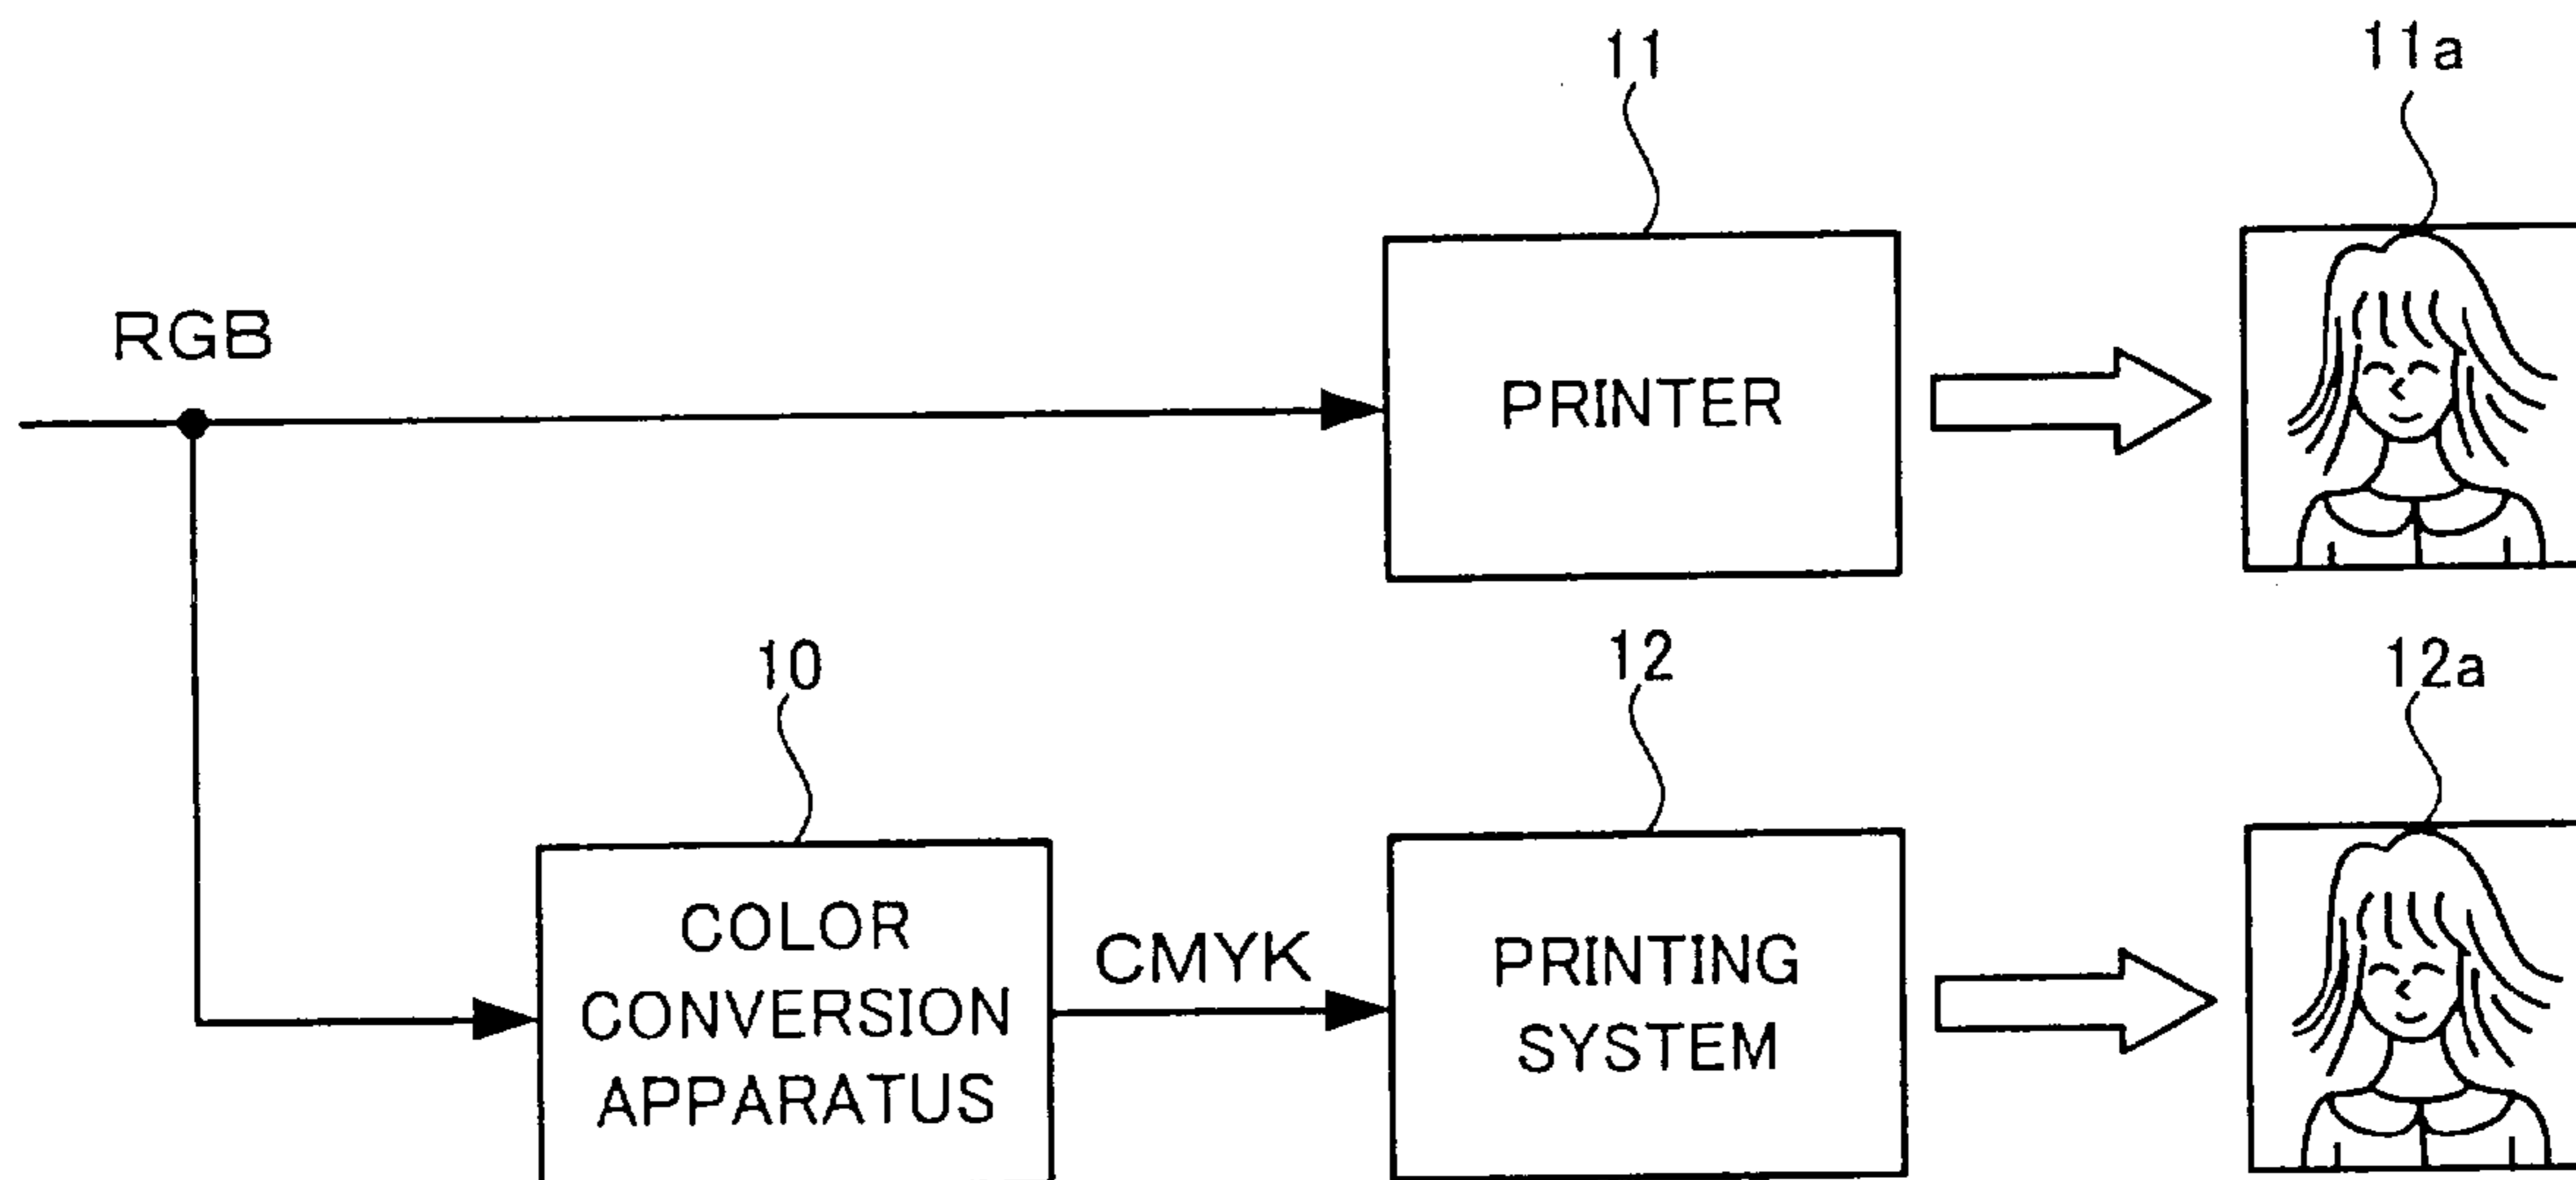 11
11a
RGB
PRINTER
10
12
12a
COLOR
CONVERSION
APPARATUS
CMYK
PRINTING
SYSTEM